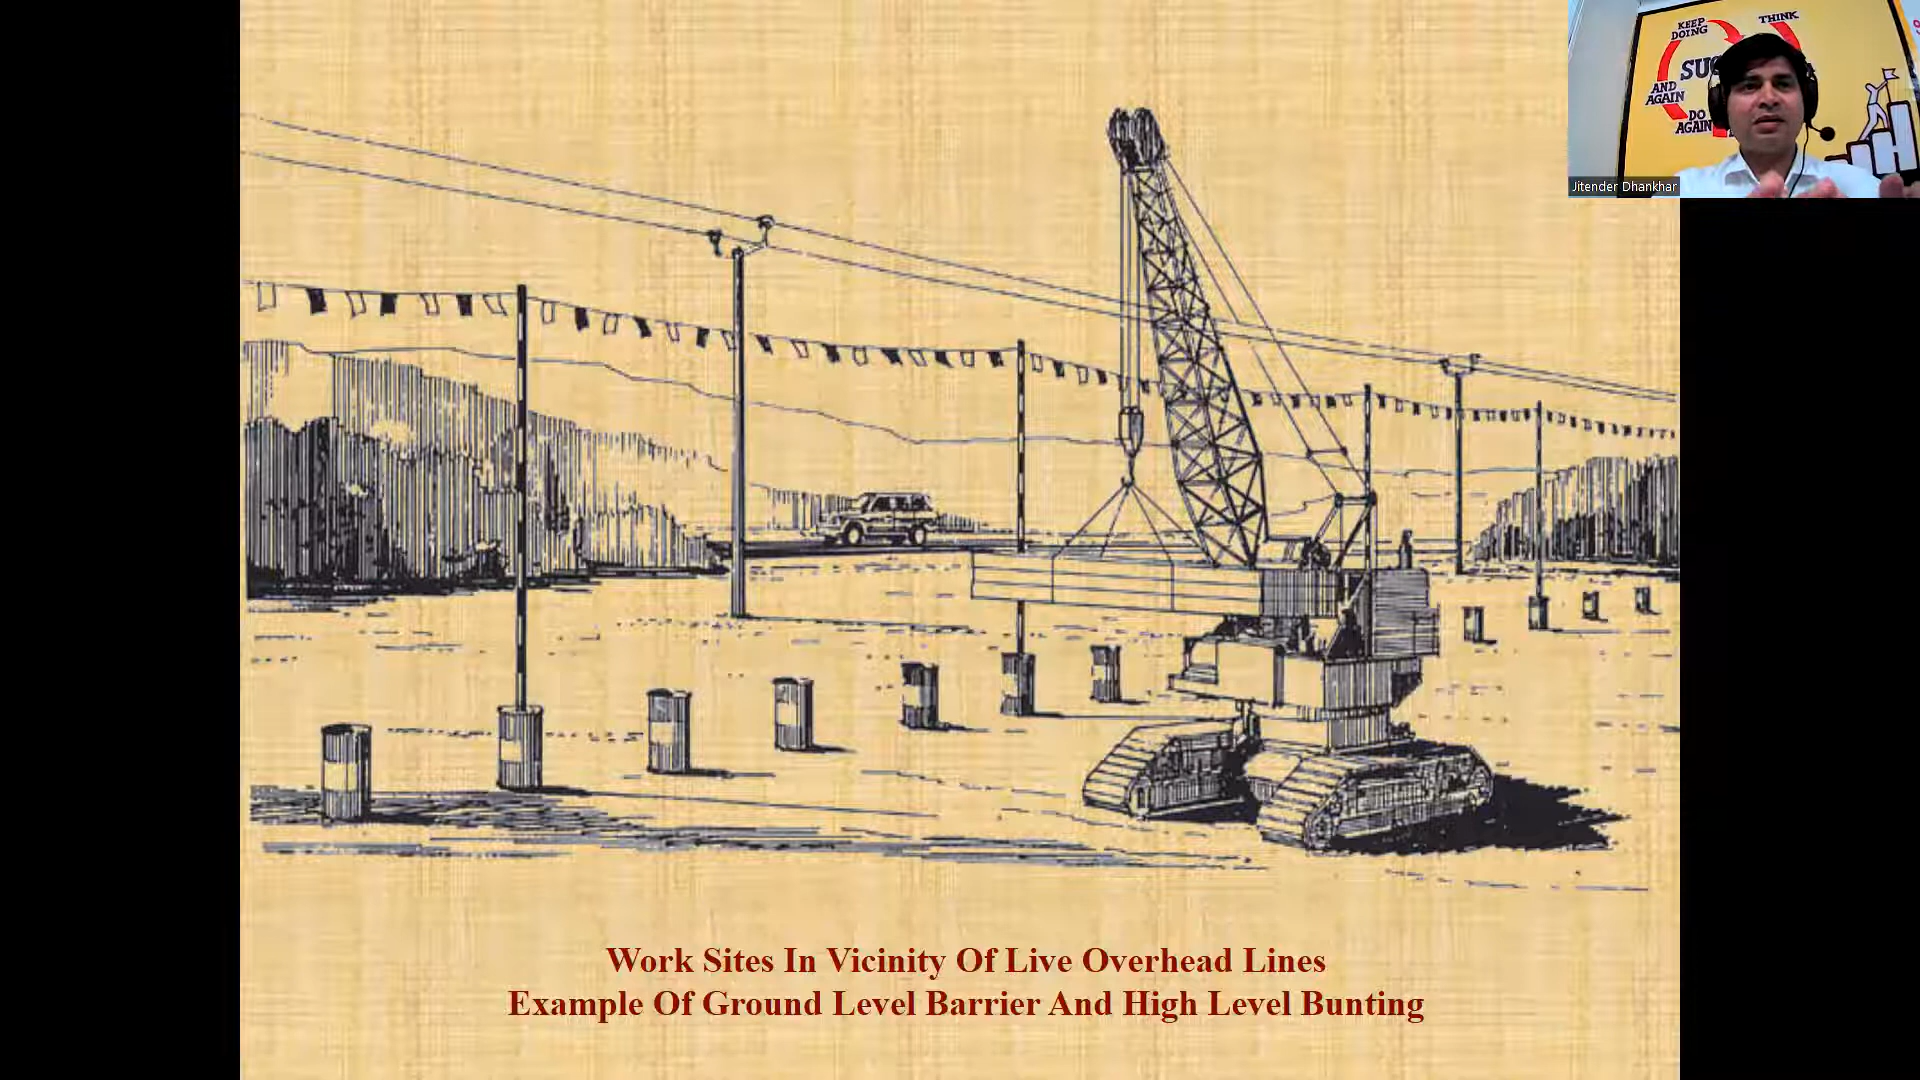 KEEP
DOING
THINK
AND
AGAIN
DO
AGAIN
Jitender Dhankhar
Work Sites In Vicinity Of Live Overhead Lines
Example Of Ground Level Barrier And High Level Bunting